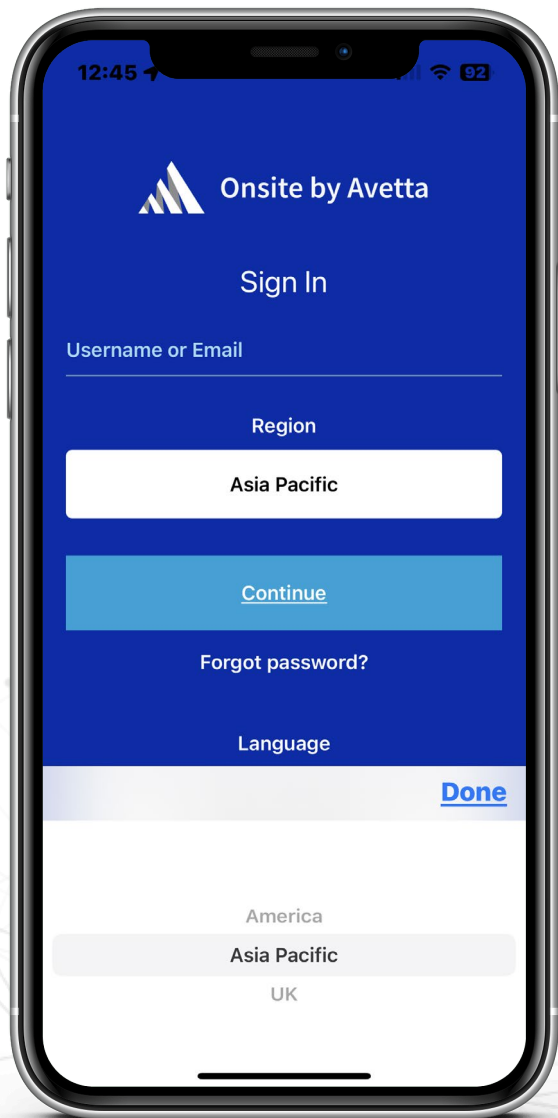 12:45
92
Onsite by Avetta
Sign In
Username or Email
Region
Asia Pacific
Continue
Forgot password?
Language
Done
America
Asia Pacific
UK